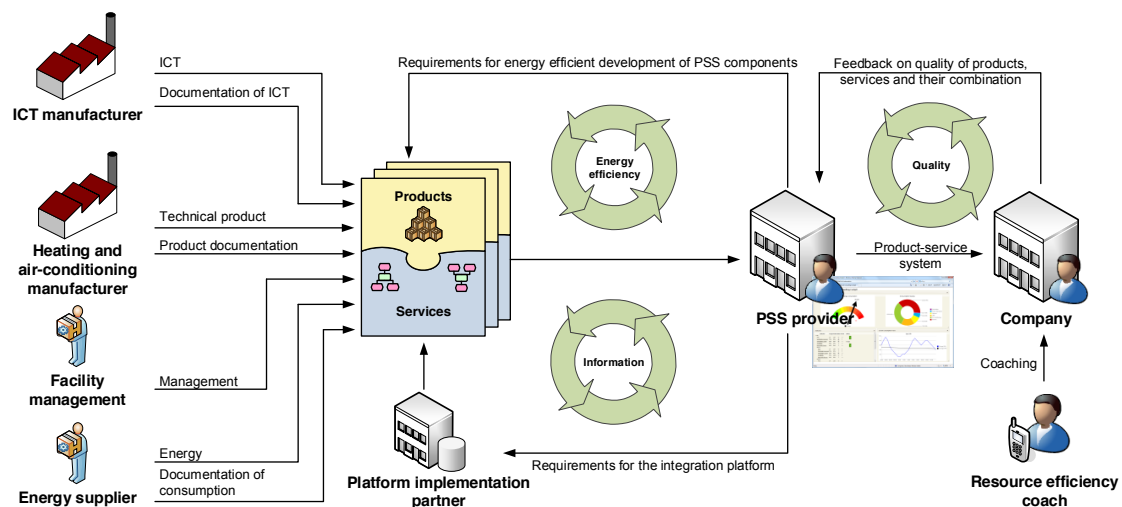 ICT
Documentation of ICT
ICT manufacturer
Requirements for energy efficient development of PSS components
Feedback on quality of products,
services and their combination
Energy
efficiency
Quality
Products
Technical product
Product documentation
Heating and
air-conditioning
manufacturer
Product-service
system
Services
PSS provider
Company
Information
Facility
management
Management
Coaching
Energy
Documentation of
consumption
Energy supplier
Platform implementation
partner
Requirements for the integration platform
Resource efficiency
coach